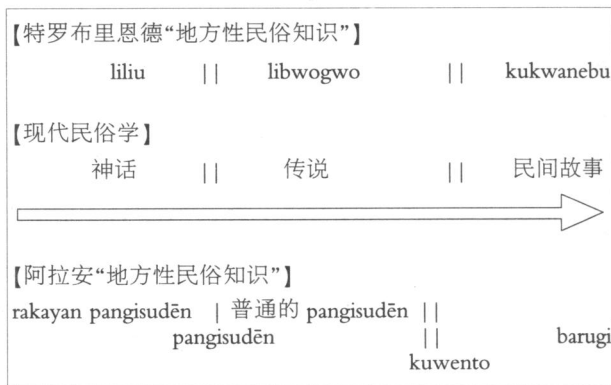 【特罗布里恩德“地方性民俗知识”】
liliu || libwogwo || kukwanebu
【现代民俗学】
神话 || 传说 || 民间故事
【阿拉安“地方性民俗知识”】
rakayan pangisudēn | 普通的 pangisudēn ||
pangisudēn || barugi
kuwento